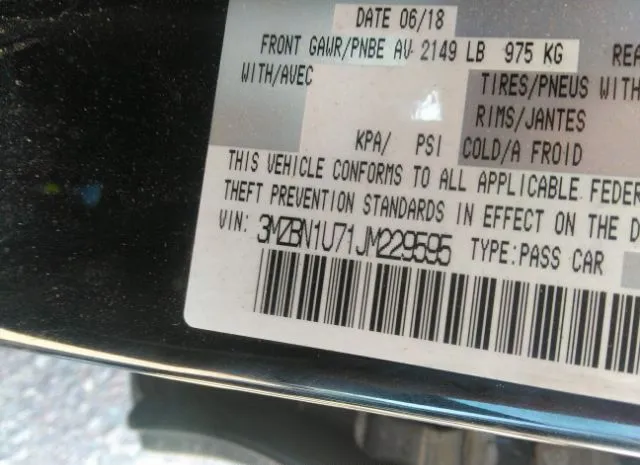 DATE 06/18
FRONT GAWR/PNBE AV 2149 LB 975 KG REA
WITH/AVEC TIRES/PNEUS WITH
RIMS/JANTES
KPA/ PSI COLD/A FROID
THIS VEHICLE CONFORMS TO ALL APPLICABLE FEDER
THEFT PREVENTION STANDARDS IN EFFECT ON THE D
VIN: 3MZBN1U71JM229595 TYPE:PASS CAR